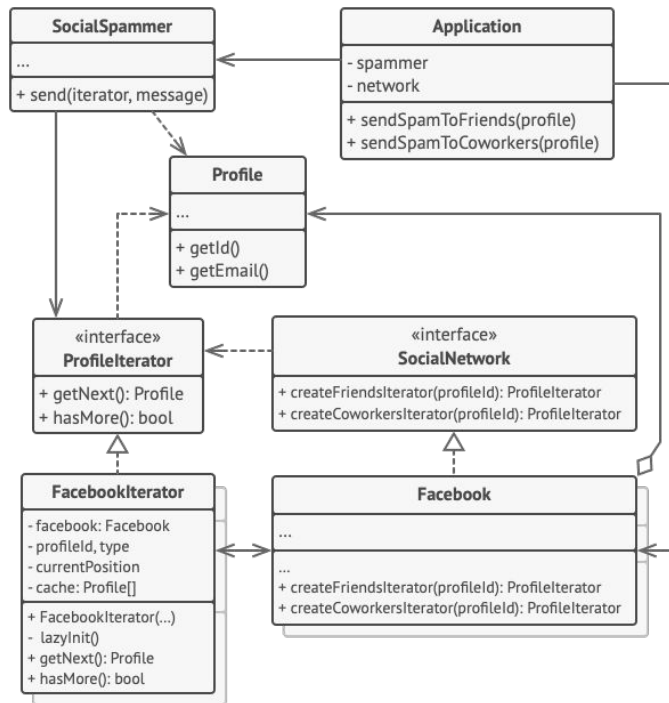 SocialSpammer
...
+ send(iterator, message)
Application
- spammer
- network
+ sendSpamToFriends(profile)
+ sendSpamToCoworkers(profile)
Profile
...
+ getId()
+ getEmail()
«interface»
ProfileIterator
+ getNext(): Profile
+ hasMore(): bool
«interface»
SocialNetwork
+ createFriendsIterator(profileId): ProfileIterator
+ createCoworkersIterator(profileId): ProfileIterator
FacebookIterator
- facebook: Facebook
- profileId, type
- currentPosition
- cache: Profile[]
+ FacebookIterator(...)
- lazyInit()
+ getNext(): Profile
+ hasMore(): bool
Facebook
...
...
+ createFriendsIterator(profileId): ProfileIterator
+ createCoworkersIterator(profileId): ProfileIterator